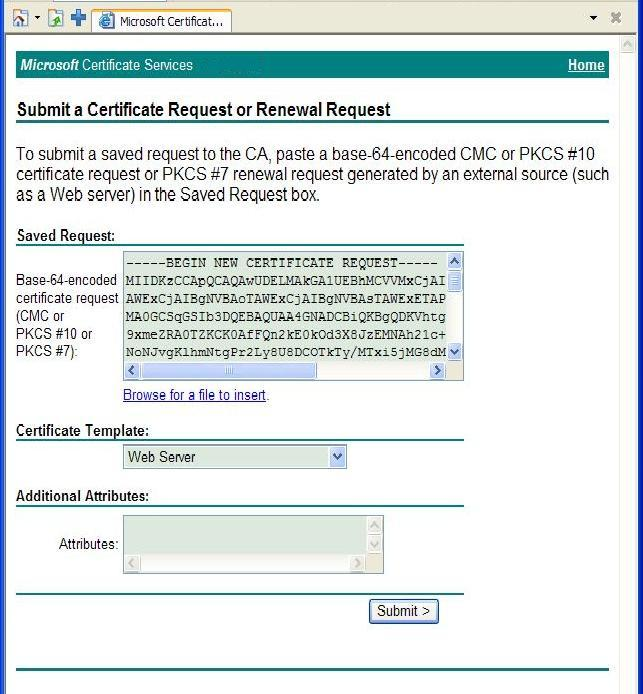 Microsoft Certificat...
Microsoft Certificate Services
Home
Submit a Certificate Request or Renewal Request
To submit a saved request to the CA, paste a base-64-encoded CMC or PKCS #10
certificate request or PKCS #7 renewal request generated by an external source (such
as a Web server) in the Saved Request box.
Saved Request:
Base-64-encoded
certificate request
(CMC or
PKCS #10 or
PKCS #7):
-----BEGIN NEW CERTIFICATE REQUEST-----
MIIDKzCCApQCAQAwUDELMAkGA1UEBhMCVVMxCjAI
AWExCjAIBgNVBAoTAWExCjAIBgNVBAsTAWExETAP
MA0GCSqGSIb3DQEBAQUAA4GNADCBiQKBgQDKVhtg
9xmeZRA0TZKCK0AfFQn2kE0kOd3X8JzEMNAh21c+
NoNJvgKlhmNtgPr2Ly8U8DCOTkTy/MTxi5jMG8dM
Browse for a file to insert.
Certificate Template:
Web Server
Additional Attributes:
Attributes:
Submit >